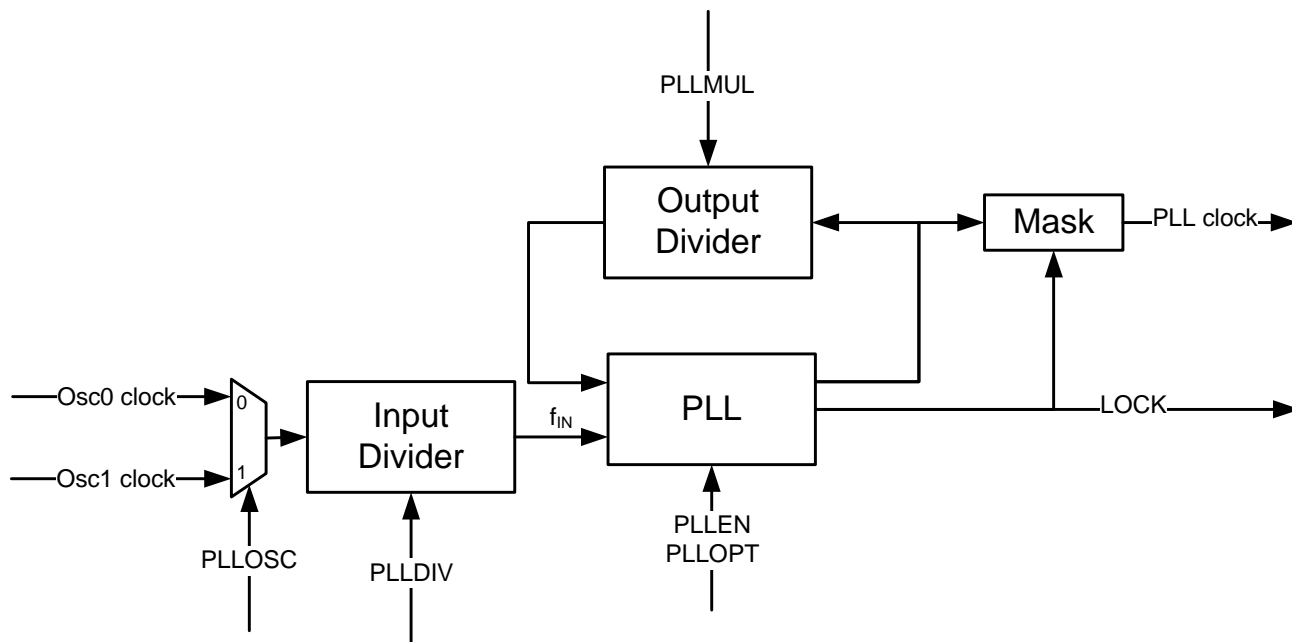 PLLMUL
Output
Divider
Mask
PLL clock
Osc0 clock
0
Input
Divider
fIN
PLL
LOCK
Osc1 clock
1
PLLOSC
PLLDIV
PLLEN
PLLOPT